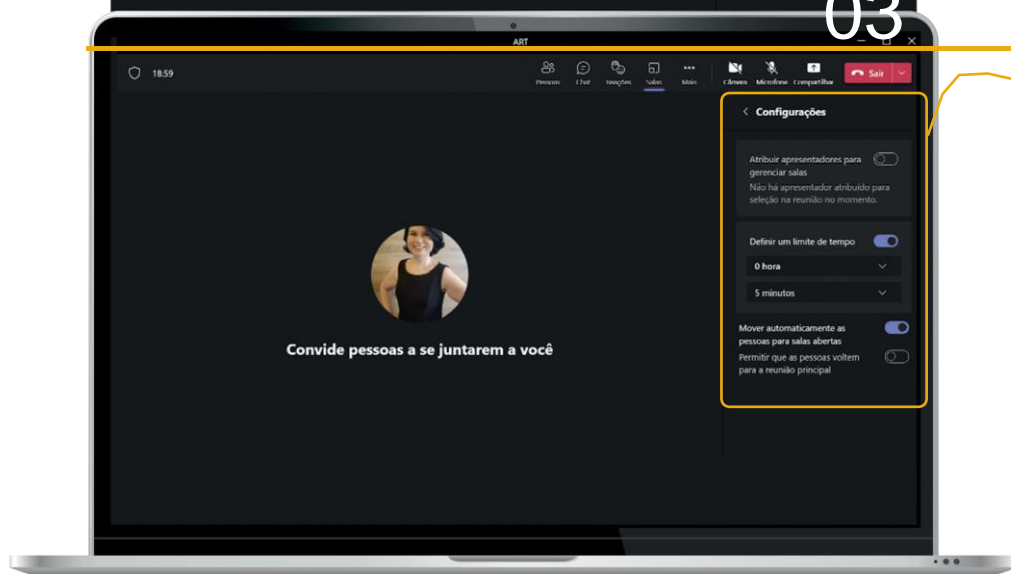 03
ART
18:59
Pessoas Chat Reações Salas Mais Câmera Microfone Compartilhar Sair
Configurações
Atribuir apresentadores para
gerenciar salas
Não há apresentador atribuído para
seleção na reunião no momento.
Definir um limite de tempo
0 hora
5 minutos
Mover automaticamente as
pessoas para salas abertas
Permitir que as pessoas voltem
para a reunião principal
Convide pessoas a se juntarem a você